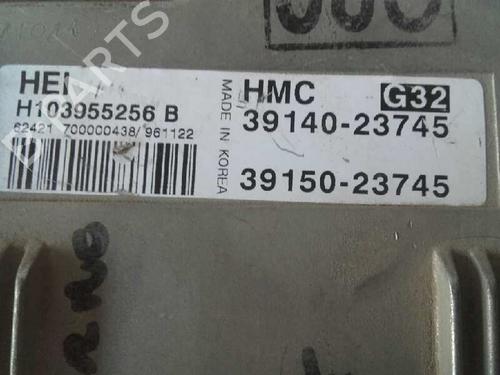 HEI
H103955256 B
62421 700000438/ 961122
MADE IN KOREA
HMC G32
39140-23745
39150-23745